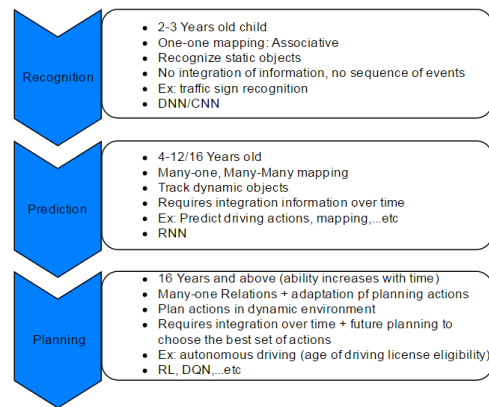 Recognition
2-3 Years old child
One-one mapping: Associative
Recognize static objects
No integration of information, no sequence of events
Ex: traffic sign recognition
DNN/CNN
Prediction
4-12/16 Years old
Many-one, Many-Many mapping
Track dynamic objects
Requires integration information over time
Ex: Predict driving actions, mapping,...etc
RNN
Planning
16 Years and above (ability increases with time)
Many-one Relations + adaptation pf planning actions
Plan actions in dynamic environment
Requires integration over time + future planning to
choose the best set of actions
Ex: autonomous driving (age of driving license eligibility)
RL, DQN,...etc